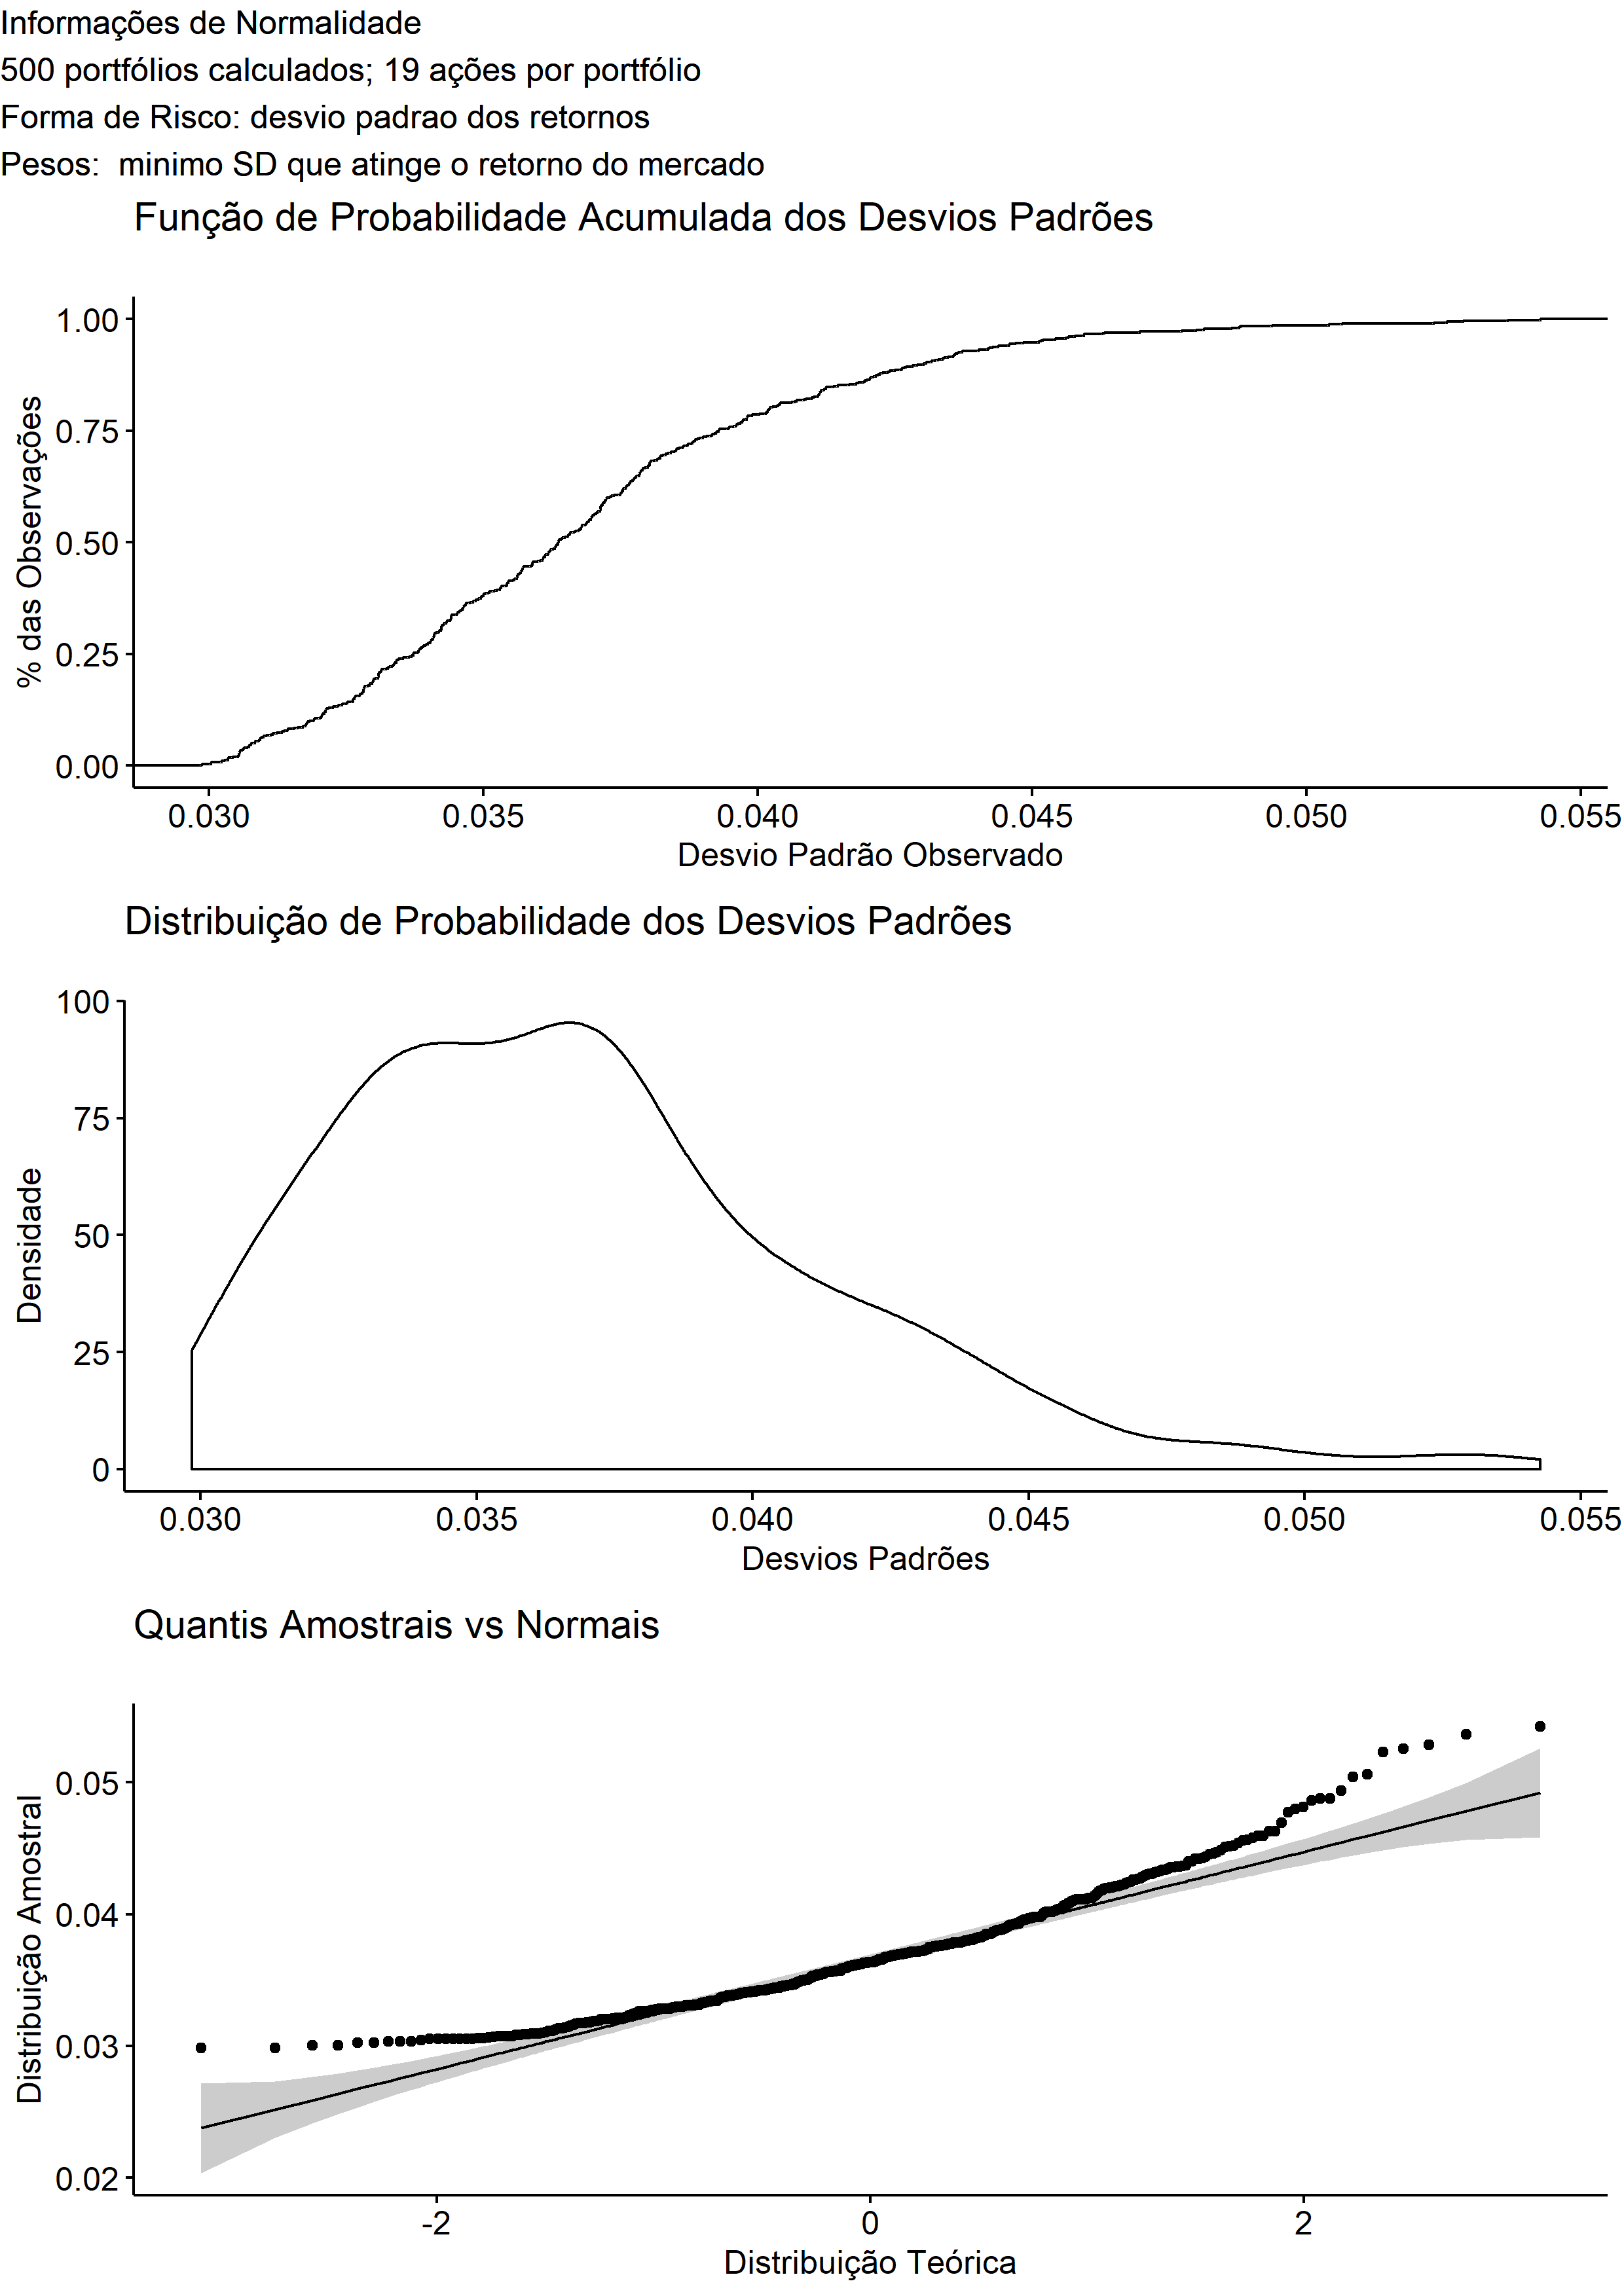 Informações de Normalidade
500 portfólios calculados; 19 ações por portfólio
Forma de Risco: desvio padrao dos retornos
Pesos:  minimo SD que atinge o retorno do mercado
Função de Probabilidade Acumulada dos Desvios Padrões
% das Observações
1.00
0.75
0.50
0.25
0.00
0.030 0.035 0.040 0.045 0.050 0.055
Desvio Padrão Observado
Distribuição de Probabilidade dos Desvios Padrões
Densidade
100
75
50
25
0
0.030 0.035 0.040 0.045 0.050 0.055
Desvios Padrões
Quantis Amostrais vs Normais
Distribuição Amostral
0.05
0.04
0.03
0.02
-2 0 2
Distribuição Teórica